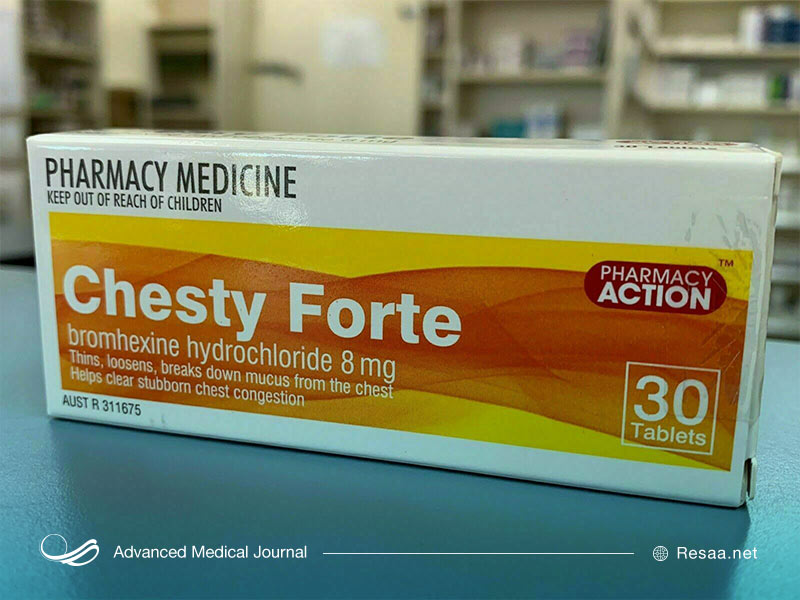 PHARMACY MEDICINE
KEEP OUT OF REACH OF CHILDREN
PHARMACY
ACTION™
Chesty Forte
bromhexine hydrochloride 8 mg
Thins, loosens, breaks down mucus from the chest
Helps clear stubborn chest congestion
30
Tablets
AUST R 311675
Advanced Medical Journal
Resaa.net